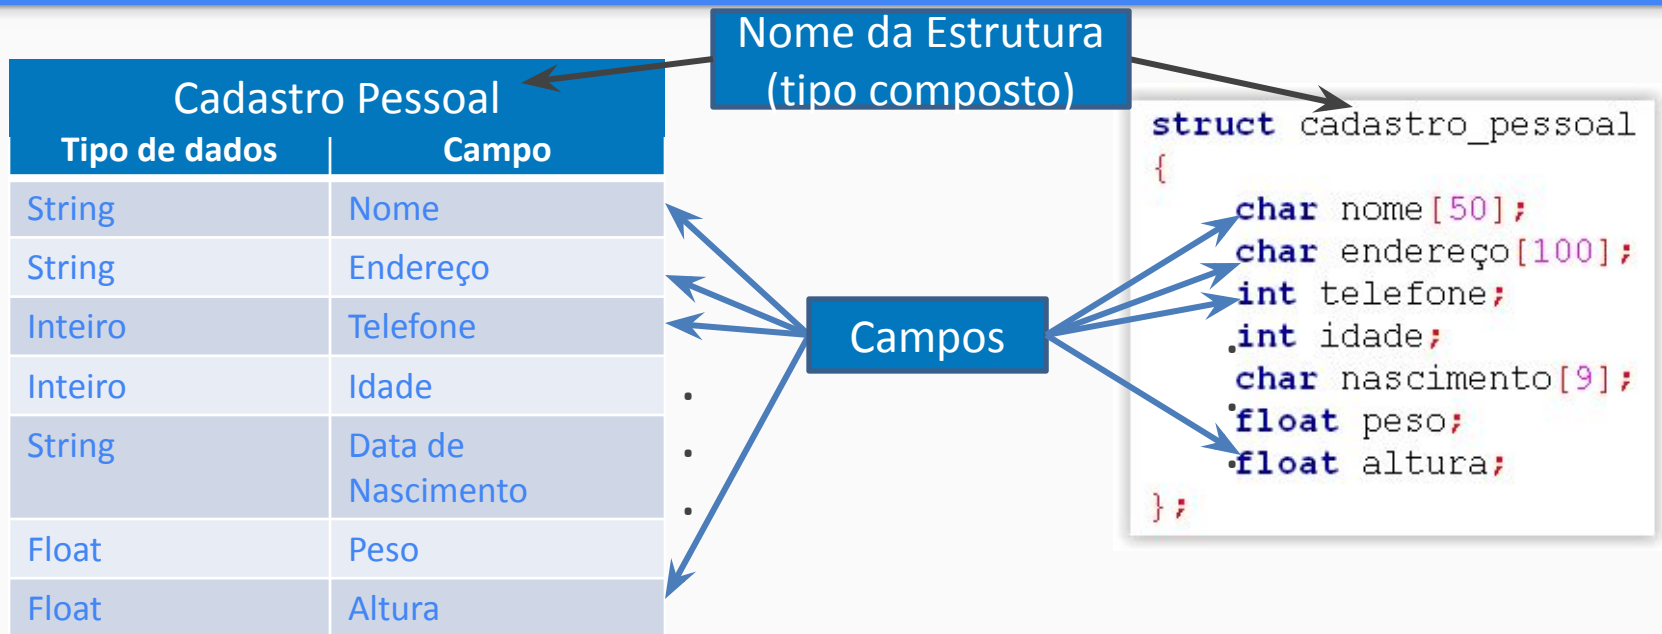 Nome da Estrutura
(tipo composto)
Cadastro Pessoal
Tipo de dados Campo
String Nome
String Endereço
Inteiro Telefone
Inteiro Idade
String Data de
Nascimento
Float Peso
Float Altura
.
.
.
Campos
struct cadastro_pessoal
{
char nome[50];
char endereço[100];
int telefone;
int idade;
char nascimento[9];
float peso;
float altura;
};
.
.
.